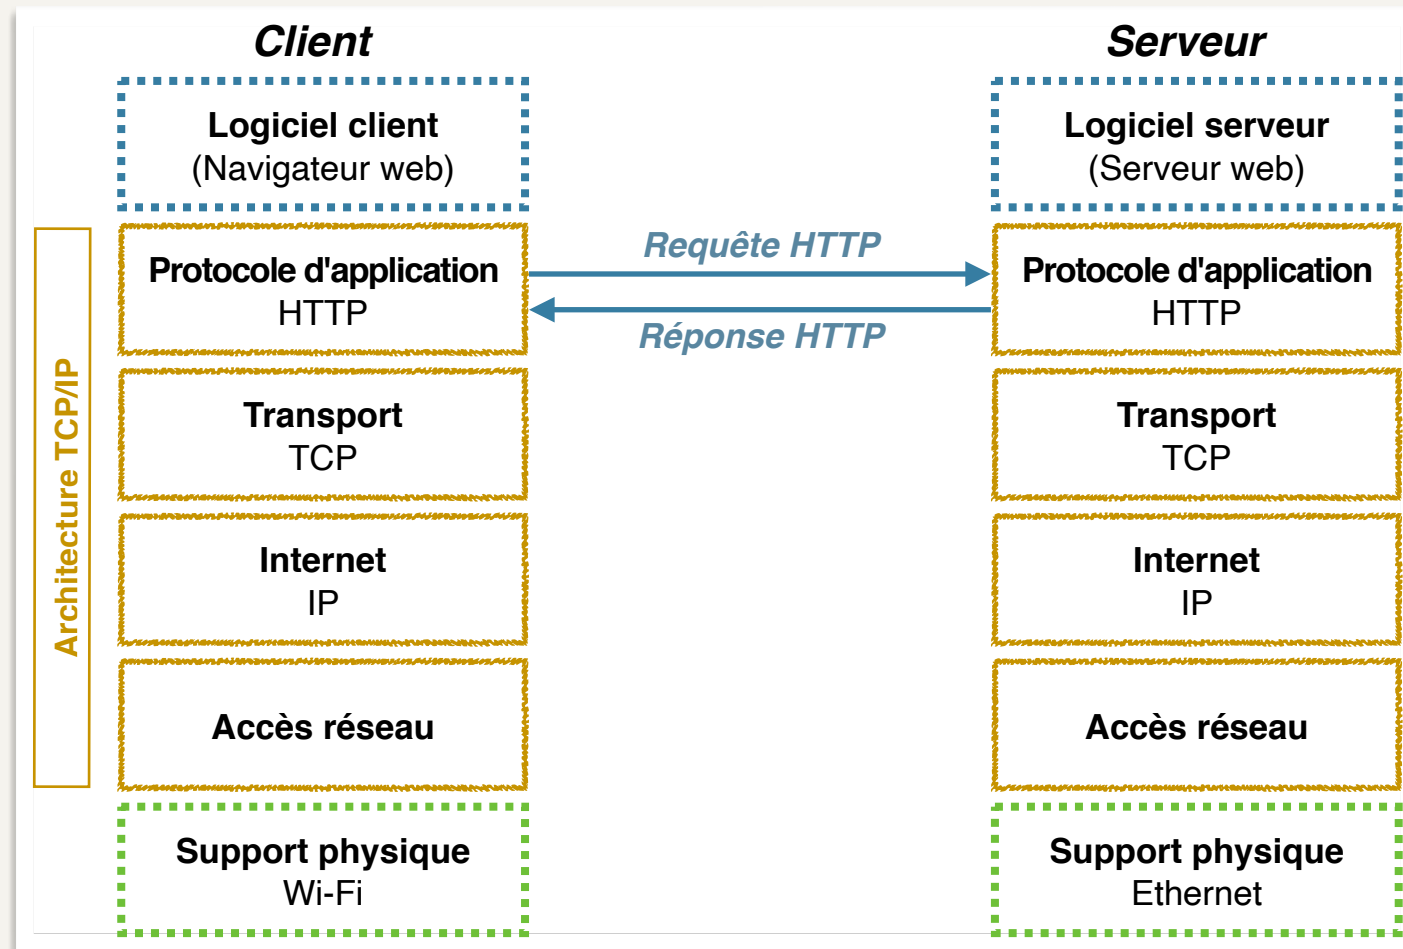 Client
Serveur
Logiciel client
(Navigateur web)
Logiciel serveur
(Serveur web)
Architecture TCP/IP
Protocole d'application
HTTP
Requête HTTP
Réponse HTTP
Protocole d'application
HTTP
Transport
TCP
Transport
TCP
Internet
IP
Internet
IP
Accès réseau
Accès réseau
Support physique
Wi-Fi
Support physique
Ethernet